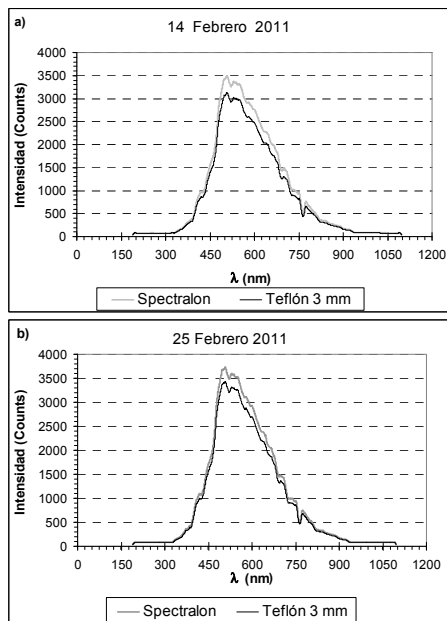 a)
14 Febrero 2011
Intensidad (Counts)
4000
3500
3000
2500
2000
1500
1000
500
0
0 150 300 450 600 750 900 1050 1200
λ (nm)
Spectralon Teflón 3 mm
b)
25 Febrero 2011
Intensidad (Counts)
4000
3500
3000
2500
2000
1500
1000
500
0
0 150 300 450 600 750 900 1050 1200
λ (nm)
Spectralon Teflón 3 mm